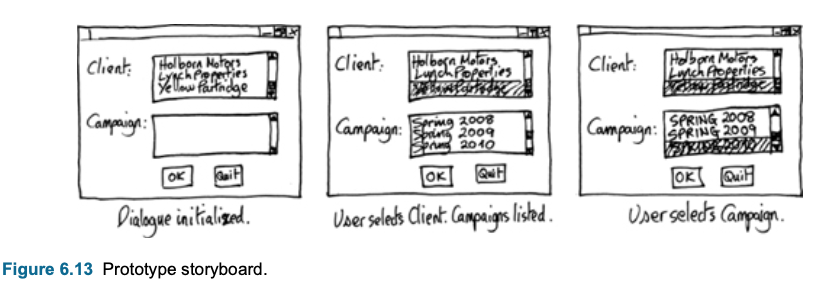 Client:
Holborn Motors
Lynch Properties
Yellow Partridge
Campaign:
OK
Quit
Dialogue initialized.
Client:
Holborn Motors
Lynch Properties
Yellow Partridge
Campaign:
Spring 2008
Spring 2009
Spring 2010
OK
Quit
User selects Client. Campaigns listed.
Client:
Holborn Motors
Lynch Properties
Yellow Partridge
Campaign:
SPRING 2008
SPRING 2009
SPRING 2010
OK
Quit
User selects Campaign.
Figure 6.13 Prototype storyboard.